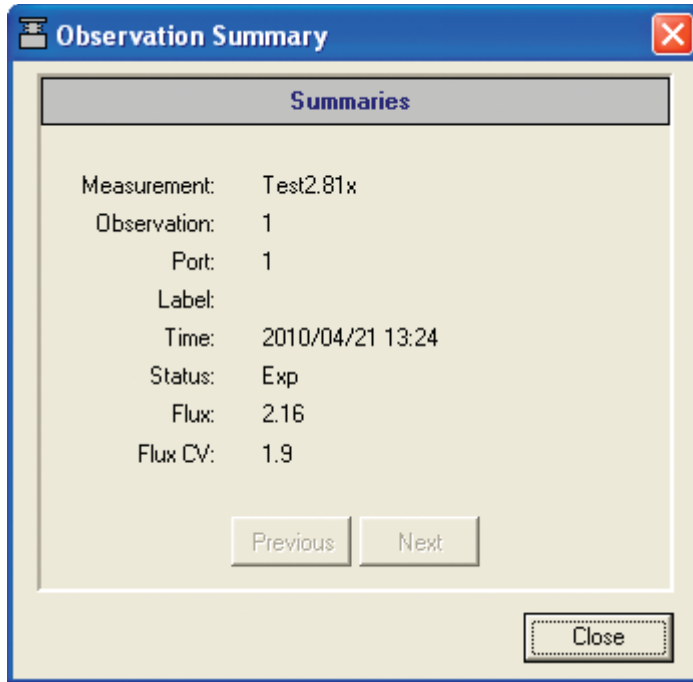 Observation Summary
Summaries
Measurement: Test2.81x
Observation: 1
Port: 1
Label:
Time: 2010/04/21 13:24
Status: Exp
Flux: 2.16
Flux CV: 1.9
Previous Next
Close